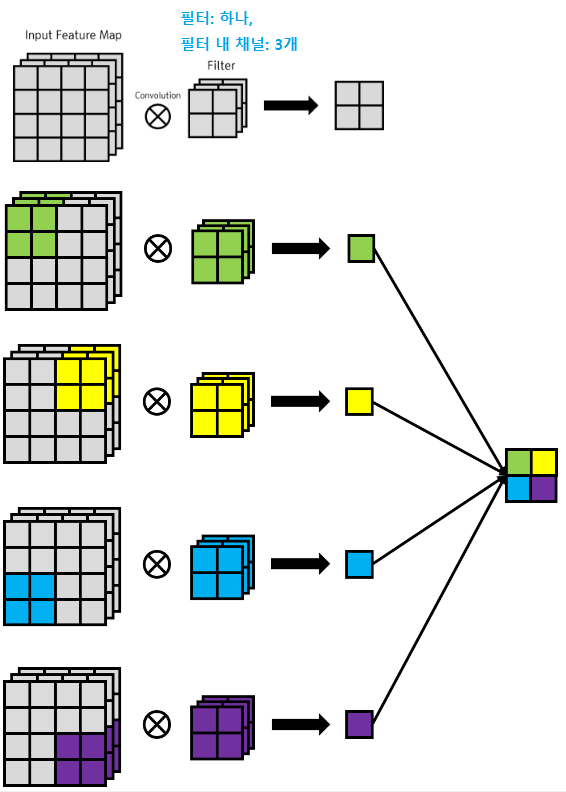 필터: 하나,
필터 내 채널: 3개
Input Feature Map
Filter
Convolution